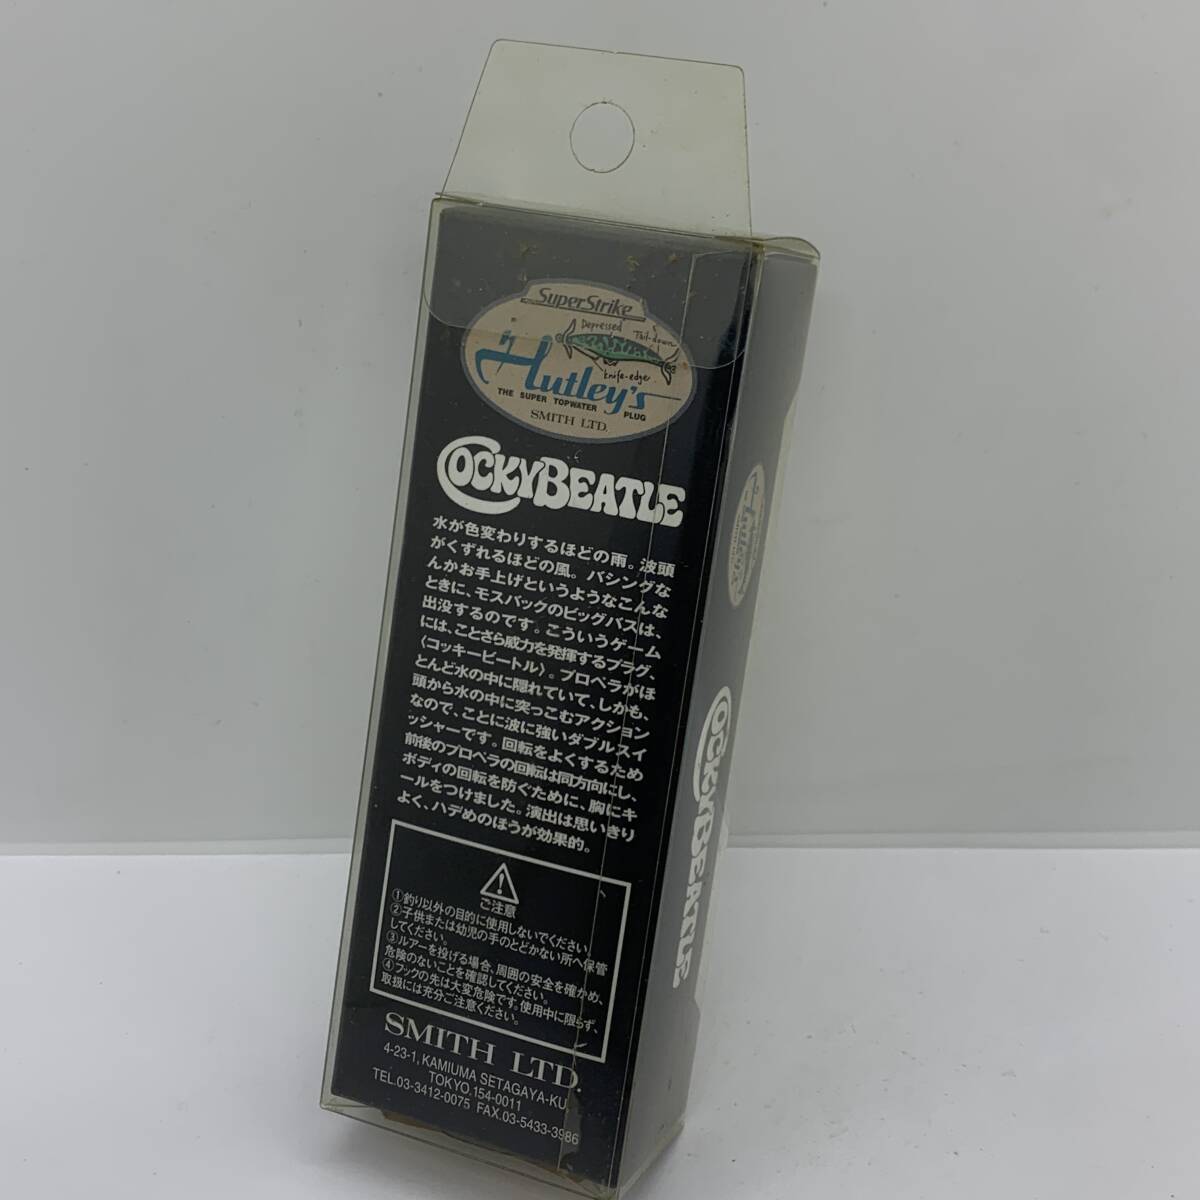 SuperStrike
Depressed
Tail-down
Hutley's
knife-edge
THE SUPER TOPWATER PLUG
SMITH LTD.
COCKYBEATLE
水が色変わりするほどの雨。波頭
がくずれるほどの風。バシングな
んかお手上げというようなこんな
ときに、モスバックのビッグバスは、
出没するのです。こういうゲーム
には、ことさら威力を発揮するプラグ、
〈コッキービートル〉。プロペラがほ
とんど水の中に隠れていて、しかも、
頭から水の中に突っこむアクション
なので、ことに波に強いダブルスイ
ッシャーです。回転をよくするため
前後のプロペラの回転は同方向にし、
ボディの回転を防ぐために、胸にキ
ールをつけました。演出は思いきり
よく、ハデめのほうが効果的。
ご注意
①釣り以外の目的に使用しないでください。
②子供または幼児の手のとどかない所へ保管
してください。
③ルアーを投げる場合、周囲の安全を確かめ、
危険のないことを確認してください。
④フックの先は大変危険です。使用中に限らず、
取扱には充分ご注意ください。
SMITH LTD.
4-23-1, KAMIUMA SETAGAYA-KU
TOKYO.154-0011
TEL.03-3412-0075 FAX.03-5433-3986
Hutley's
COCKYBEATLE